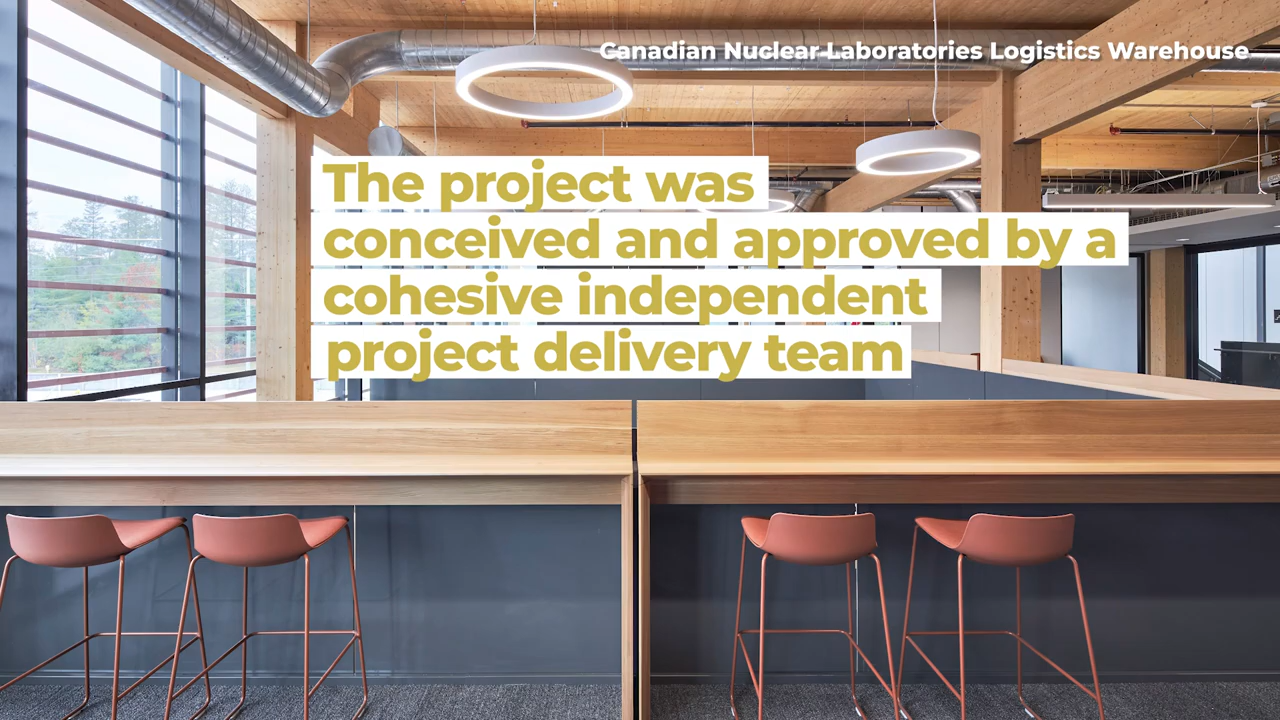 Canadian Nuclear Laboratories Logistics Warehouse
The project was
conceived and approved by a
cohesive independent
project delivery team